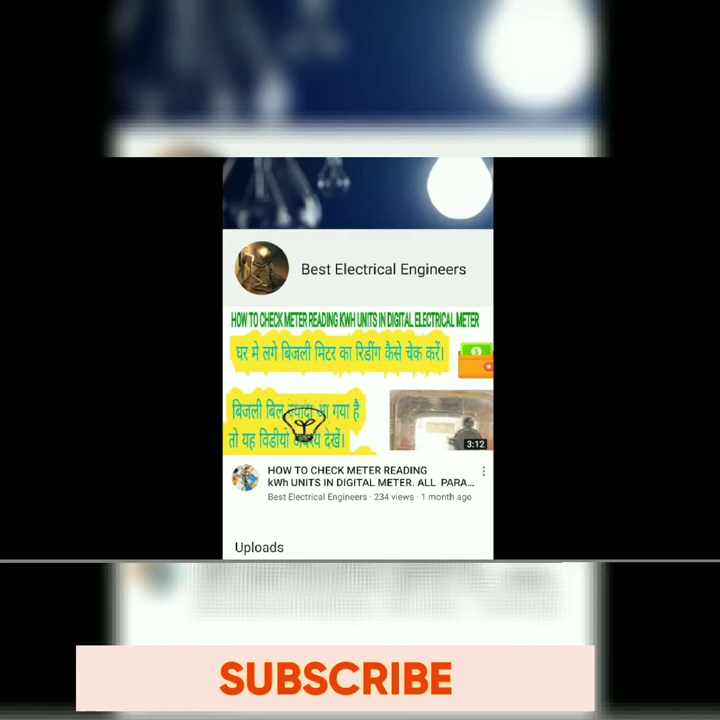 Best Electrical Engineers
HOW TO CHECK METER READING KWH UNITS IN DIGITAL ELECTRICAL METER
घर मे लगे बिजली मिटर का रिडींग कैसे चेक करें।
बिजली बिल ज्यादा आ गया है
तो यह विडीयो अवश्य देखें।
3:12
HOW TO CHECK METER READING
kWh UNITS IN DIGITAL METER. ALL PARA...
Best Electrical Engineers · 234 views · 1 month ago
Uploads
SUBSCRIBE